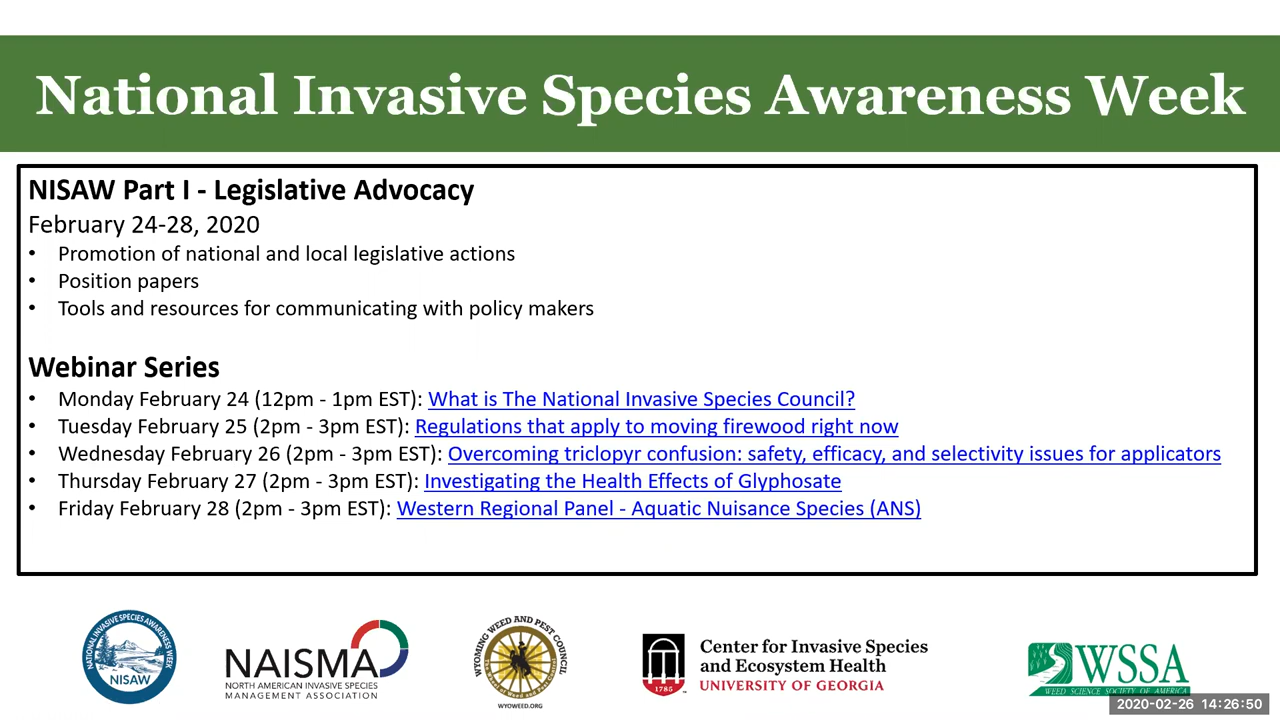 National Invasive Species Awareness Week
NISAW Part I - Legislative Advocacy
February 24-28, 2020
• Promotion of national and local legislative actions
• Position papers
• Tools and resources for communicating with policy makers
Webinar Series
• Monday February 24 (12pm - 1pm EST): What is The National Invasive Species Council?
• Tuesday February 25 (2pm - 3pm EST): Regulations that apply to moving firewood right now
• Wednesday February 26 (2pm - 3pm EST): Overcoming triclopyr confusion: safety, efficacy, and selectivity issues for applicators
• Thursday February 27 (2pm - 3pm EST): Investigating the Health Effects of Glyphosate
• Friday February 28 (2pm - 3pm EST): Western Regional Panel - Aquatic Nuisance Species (ANS)
NATIONAL INVASIVE SPECIES AWARENESS WEEK
NISAW
NAISMA
NORTH AMERICAN INVASIVE SPECIES
MANAGEMENT ASSOCIATION
WYOMING WEED AND PEST COUNCIL
WYOWEED.ORG
1785
Center for Invasive Species
and Ecosystem Health
UNIVERSITY OF GEORGIA
WSSA
WEED SCIENCE SOCIETY OF AMERICA
2020-02-26 14:26:50